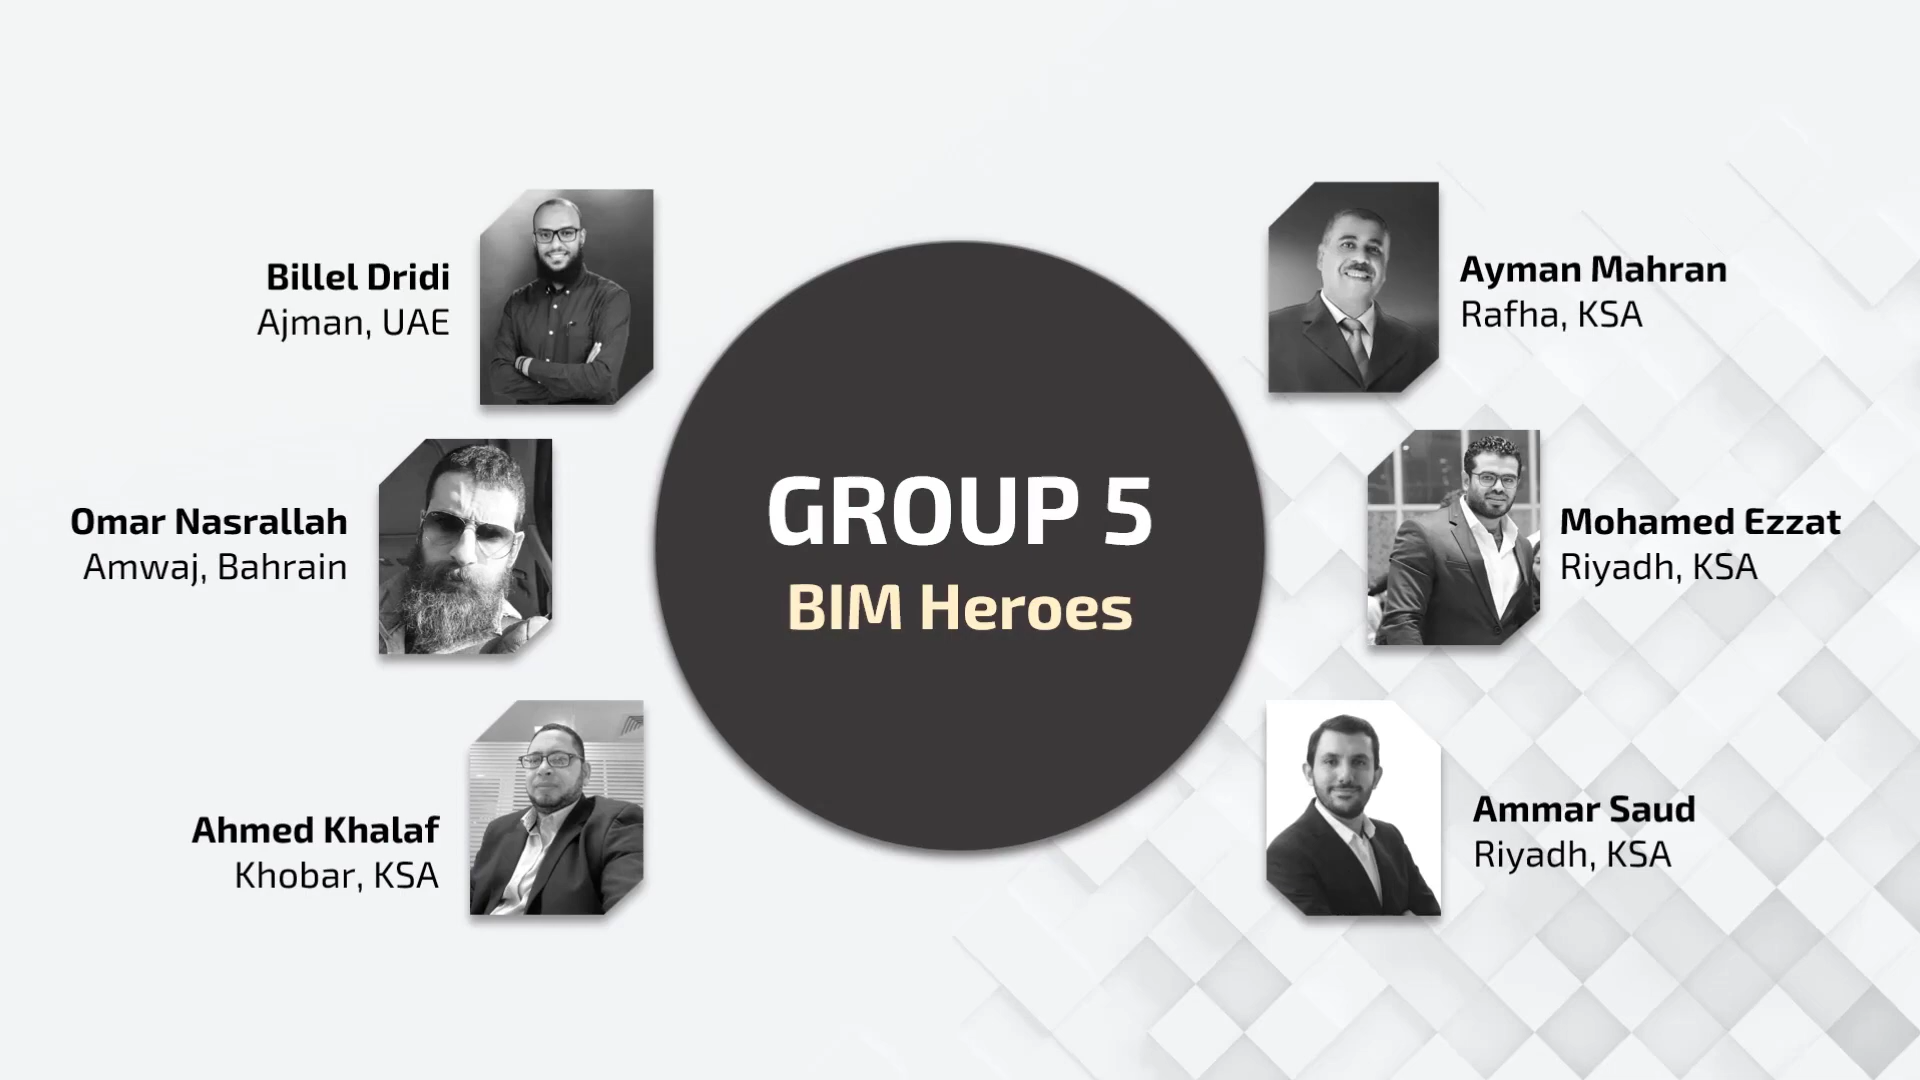 GROUP 5
BIM Heroes
Billel Dridi
Ajman, UAE
Omar Nasrallah
Amwaj, Bahrain
Ahmed Khalaf
Khobar, KSA
Ayman Mahran
Rafha, KSA
Mohamed Ezzat
Riyadh, KSA
Ammar Saud
Riyadh, KSA